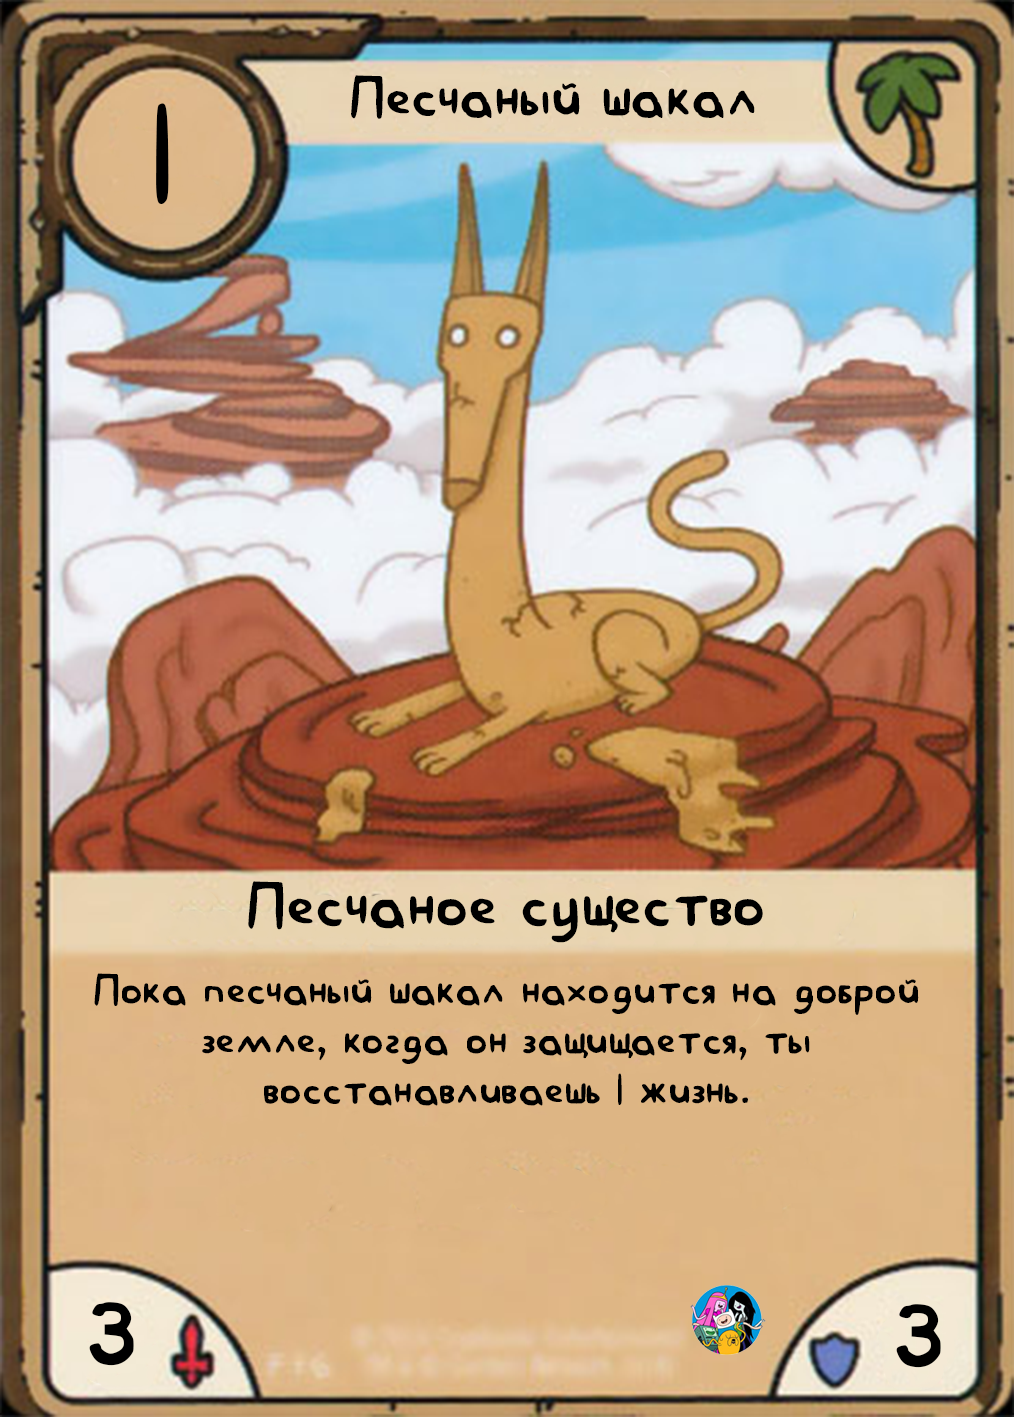 1
Песчаный шакал
Песчаное существо
Пока песчаный шакал находится на доброй
земле, когда он защищается, ты
восстанавливаешь 1 жизнь.
3
3